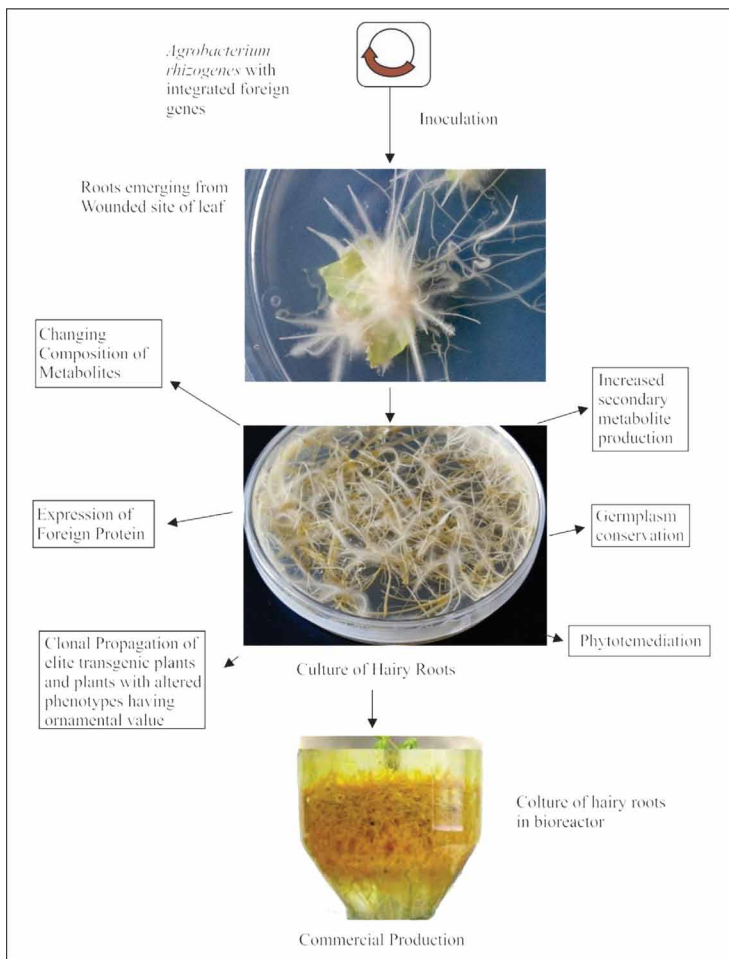 Agrobacterium
rhizogenes with
integrated foreign
genes
Inoculation
Roots emerging from
Wounded site of leaf
Changing
Composition of
Metabolites
Increased
secondary
metabolite
production
Expression of
Foreign Protein
Germplasm
conservation
Clonal Propagation of
elite transgenic plants
and plants with altered
phenotypes having
ornamental value
Phytotemediation
Culture of Hairy Roots
Colture of hairy roots
in bioreactor
Commercial Production